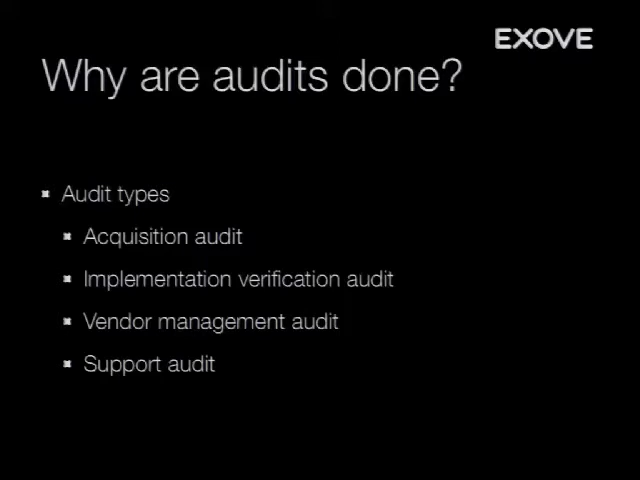 EXOVE
Why are audits done?
Audit types
Acquisition audit
Implementation verification audit
Vendor management audit
Support audit